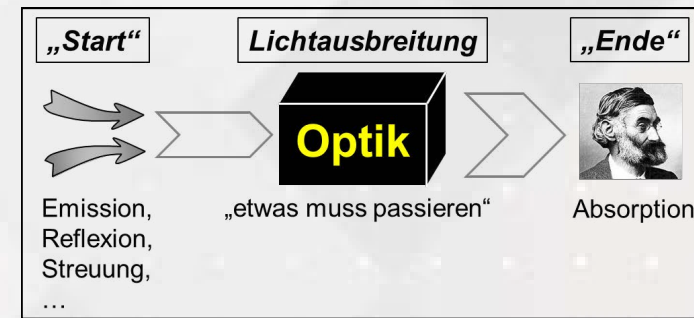 „Start“
Lichtausbreitung
„Ende“
Optik
Emission,
Reflexion,
Streuung,
…
„etwas muss passieren“
Absorption